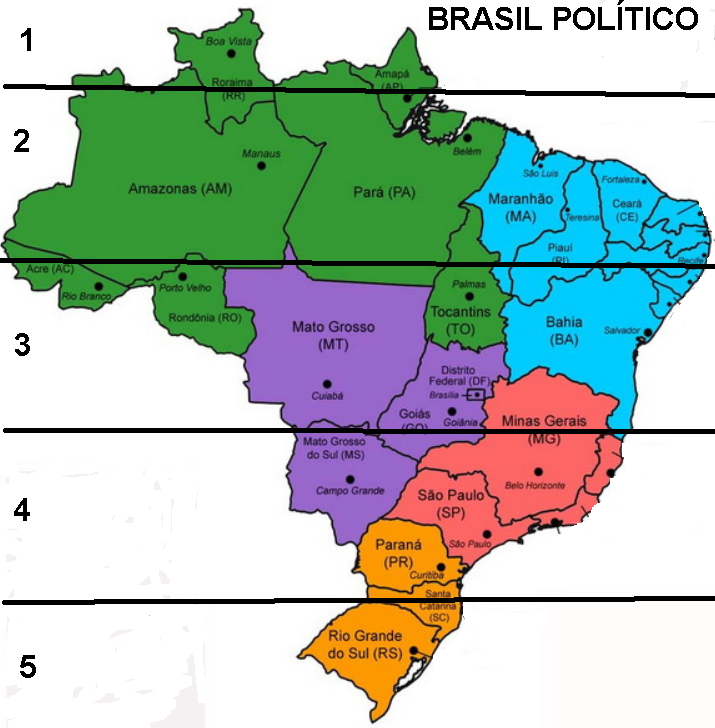 BRASIL POLÍTICO
1
Boa Vista
Roraima
(RR)
Amapá
(AP)
2
Belém
Manaus
Amazonas (AM)
Pará (PA)
São Luis
Maranhão
(MA)
Teresina
Fortaleza
Ceará
(CE)
Piauí
(PI)
Recife
Acre (AC)
Rio Branco
Porto Velho
Rondônia (RO)
3
Mato Grosso
(MT)
Cuiabá
Palmas
Tocantins
(TO)
Bahia
(BA)
Salvador
Distrito
Federal (DF)
Brasília
Goiás
(GO)
Goiânia
Minas Gerais
(MG)
Belo Horizonte
4
Mato Grosso
do Sul (MS)
Campo Grande
São Paulo
(SP)
São Paulo
Paraná
(PR)
Curitiba
Santa
Catarina
(SC)
5
Rio Grande
do Sul (RS)